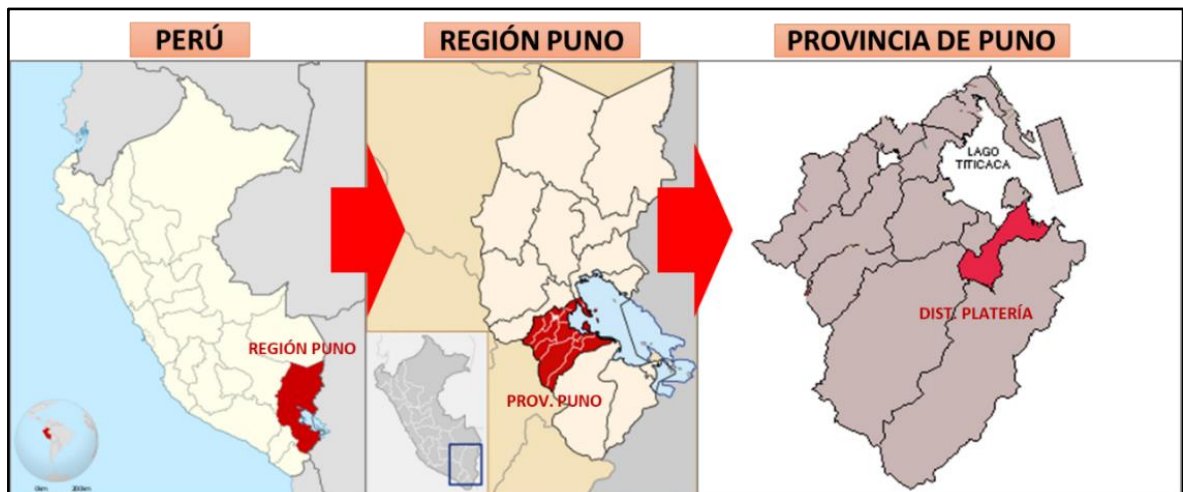 PERÚ
REGIÓN PUNO
PROVINCIA DE PUNO
REGIÓN PUNO
PROV. PUNO
LAGO
TITICACA
DIST. PLATERÍA